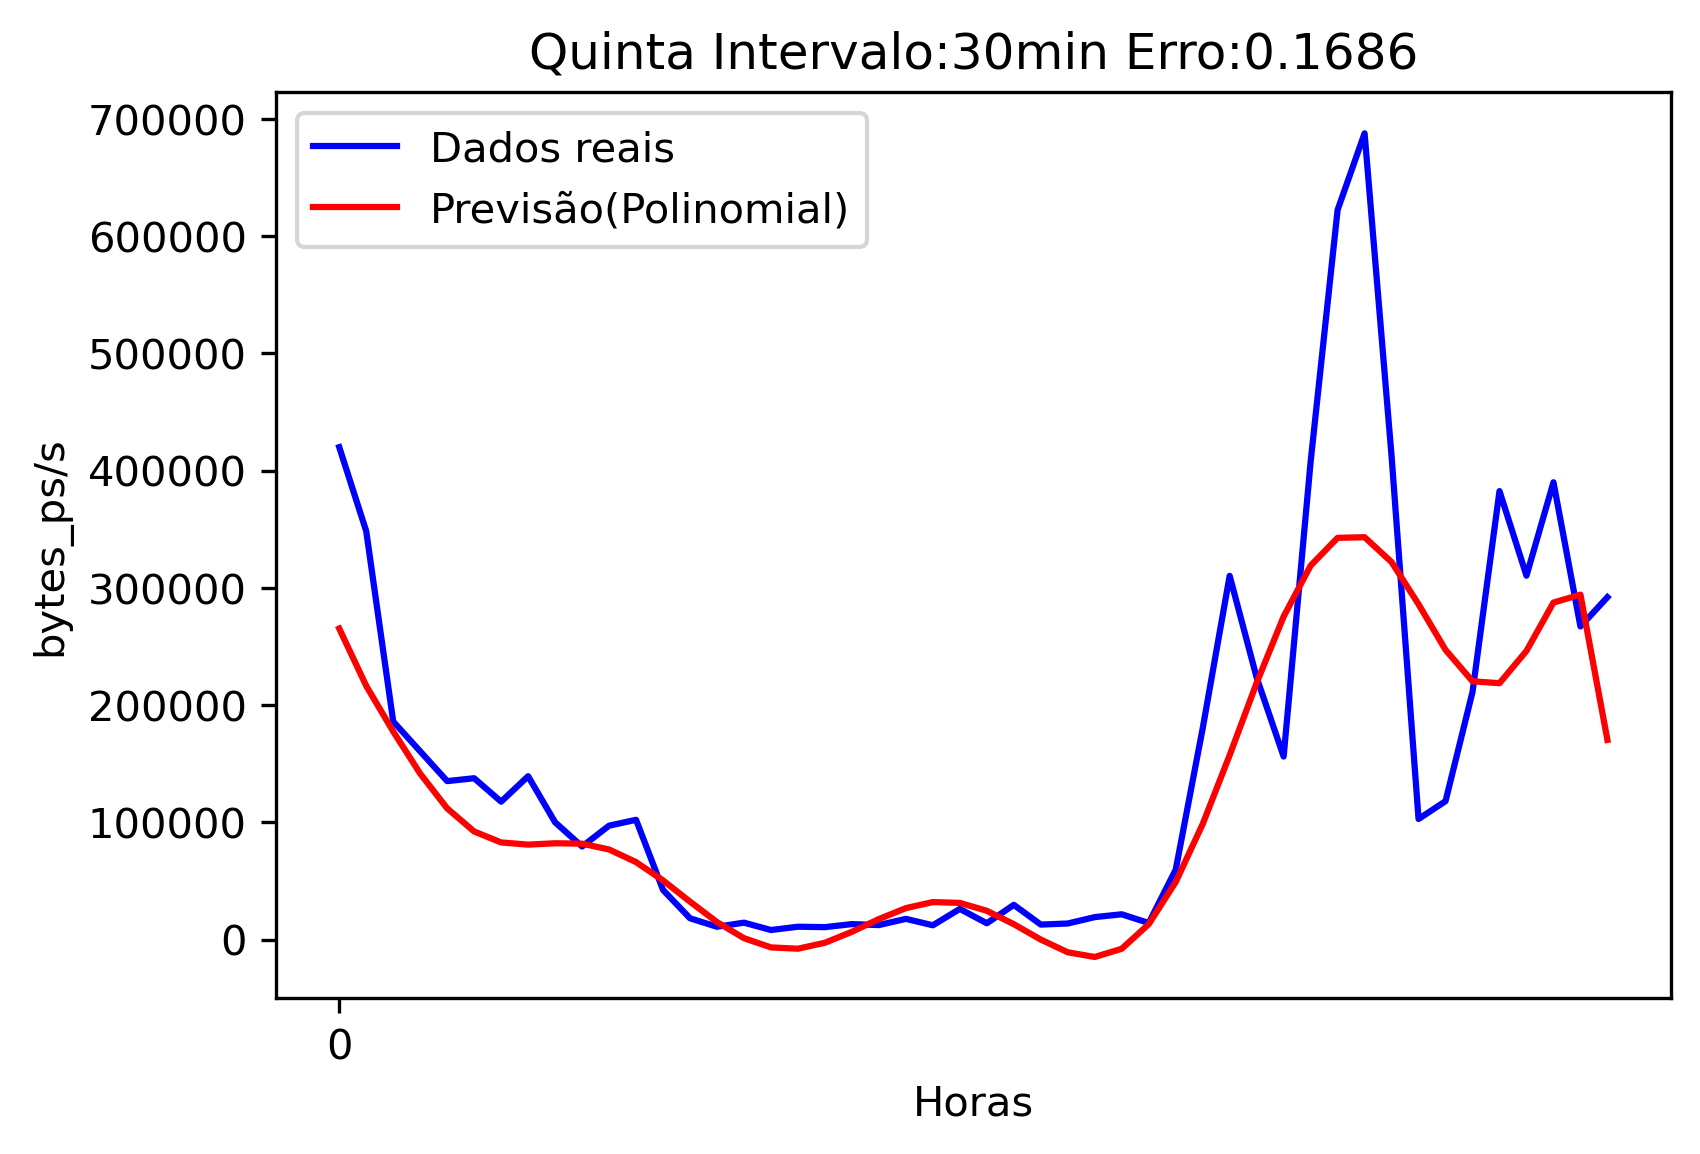 Quinta Intervalo:30min Erro:0.1686
700000
600000
500000
400000
300000
200000
100000
0
bytes_ps/s
Dados reais
Previsão(Polinomial)
0
Horas